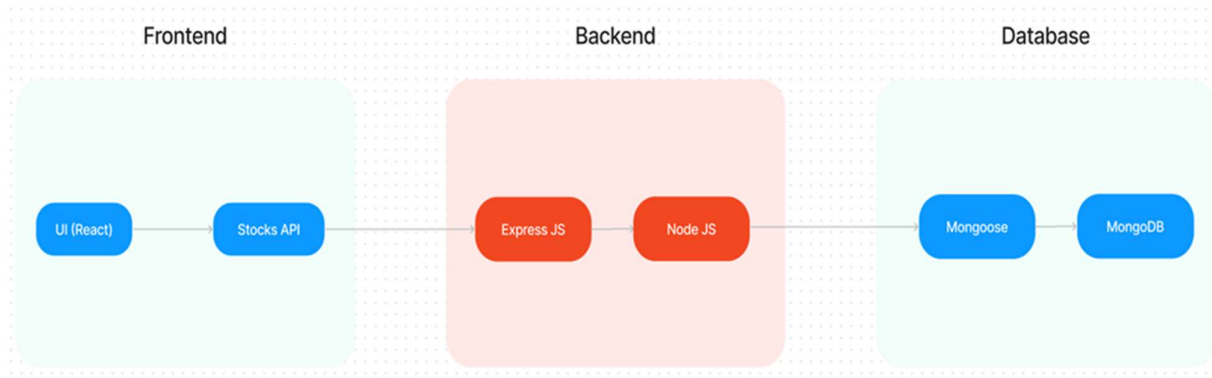 Frontend
Backend
Database
UI (React)
Stocks API
Express JS
Node JS
Mongoose
MongoDB